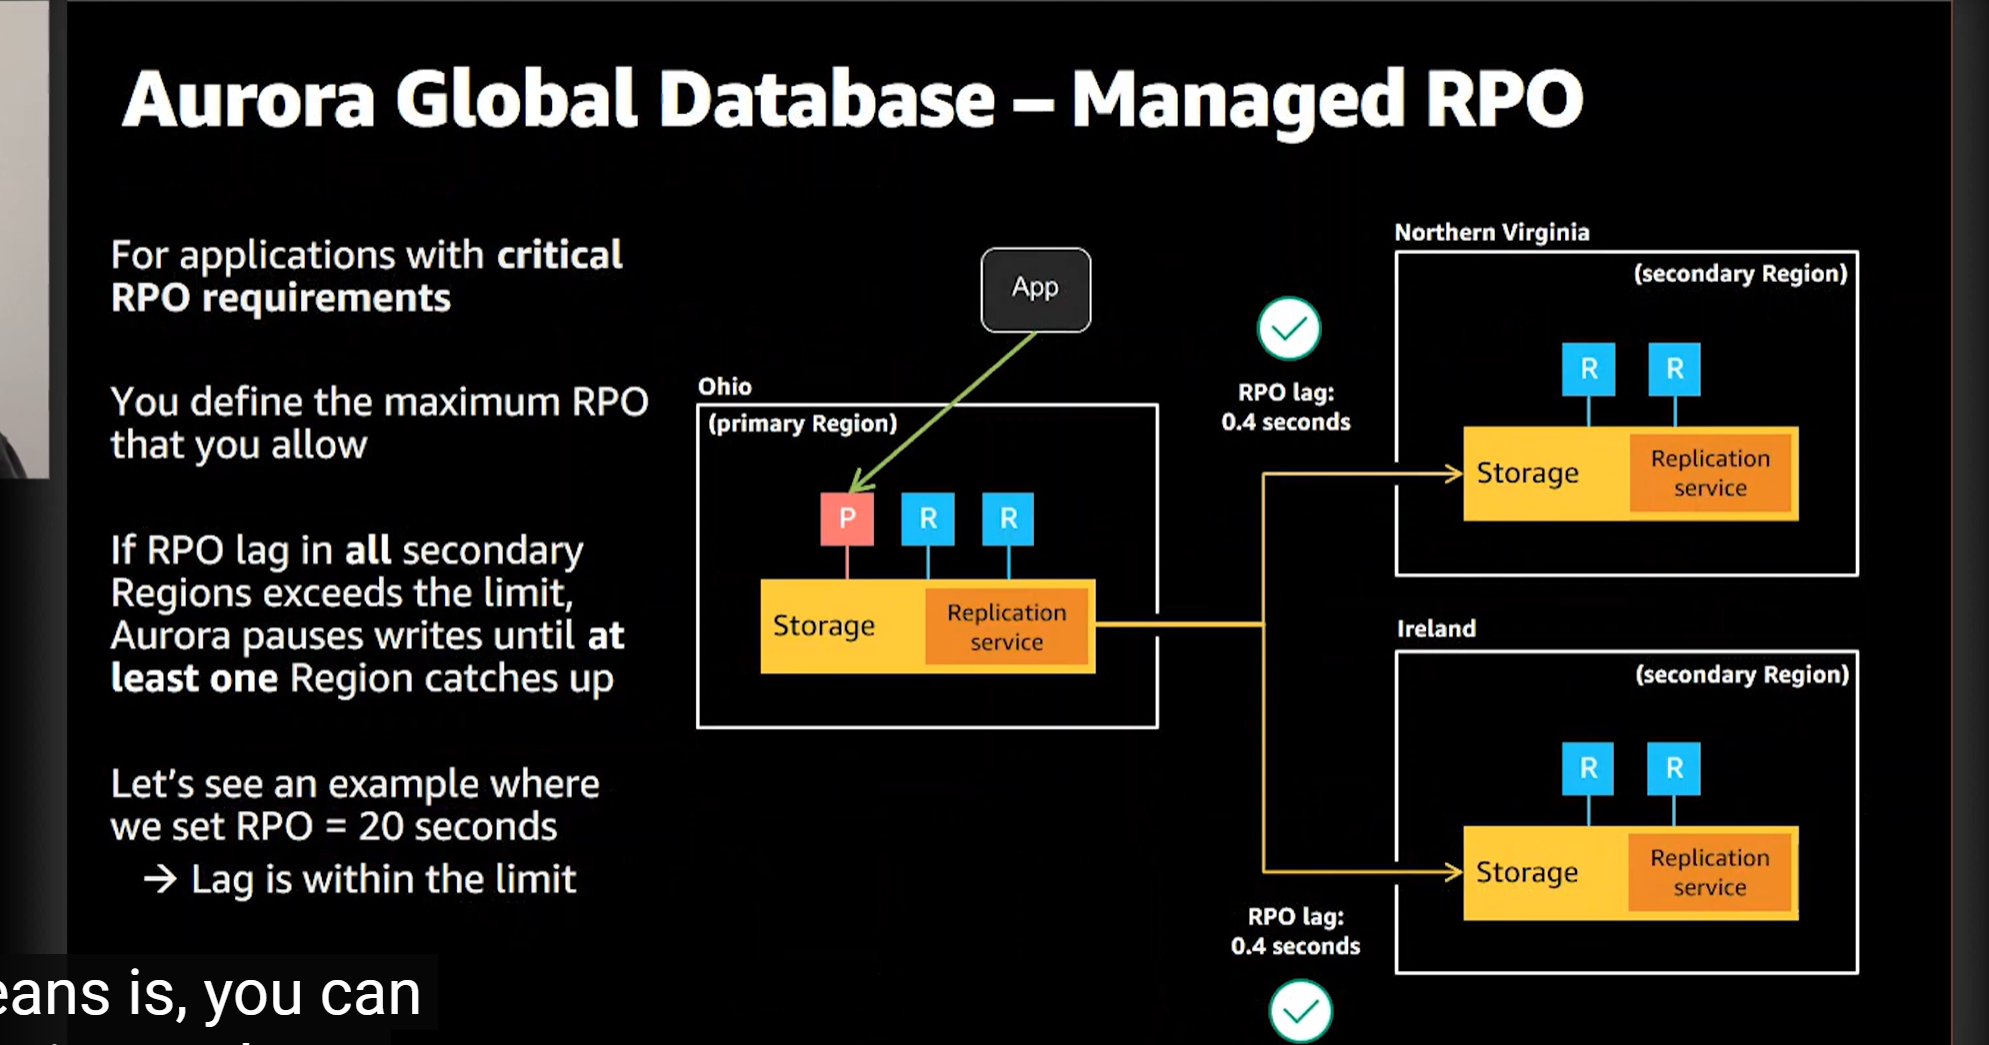 Aurora Global Database – Managed RPO
For applications with critical
RPO requirements
You define the maximum RPO
that you allow
If RPO lag in all secondary
Regions exceeds the limit,
Aurora pauses writes until at
least one Region catches up
Let's see an example where
we set RPO = 20 seconds
→ Lag is within the limit
App
Ohio
(primary Region)
P
R
R
Storage
Replication
service
RPO lag:
0.4 seconds
Northern Virginia
(secondary Region)
R
R
Storage
Replication
service
Ireland
(secondary Region)
R
R
Storage
Replication
service
RPO lag:
0.4 seconds
is, you can